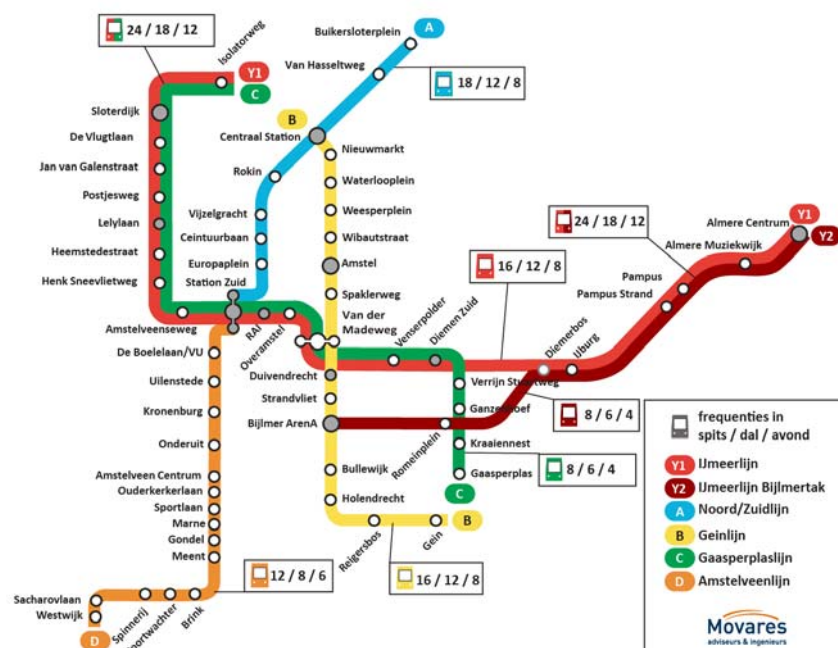 24 / 18 / 12
Isolatorweg
Y1
C
Sloterdijk
De Vlugtlaan
Jan van Galenstraat
Postjesweg
Lelylaan
Heemstedestraat
Henk Sneevlietweg
Amstelveenseweg
Buikersloterplein
A
Van Hasseltweg
18 / 12 / 8
B
Centraal Station
Rokin
Vijzelgracht
Ceintuurbaan
Europaplein
Station Zuid
RAI
Overamstel
Nieuwmarkt
Waterlooplein
Weesperplein
Wibautstraat
Amstel
Spaklerweg
Van der
Madeweg
Duivendrecht
Strandvliet
Bijlmer ArenA
Bullewijk
Holendrecht
Reigersbos
Gein
B
16 / 12 / 8
Venserpolder
Diemen Zuid
16 / 12 / 8
24 / 18 / 12
Almere Centrum
Y1
Y2
Almere Muziekwijk
Pampus
Pampus Strand
Diemerbos
IJburg
Verrijn Stuartweg
Ganzenhoef
Kraaiennest
Gaasperplas
C
Romeinplein
8 / 6 / 4
8 / 6 / 4
De Boelelaan/VU
Uilenstede
Kronenburg
Onderuit
Amstelveen Centrum
Ouderkerkerlaan
Sportlaan
Marne
Gondel
Meent
12 / 8 / 6
Sacharovlaan
Westwijk
D
Spinnerij
Brink
frequenties in
spits / dal / avond
Y1 IJmeerlijn
Y2 IJmeerlijn Bijlmertak
A Noord/Zuidlijn
B Geinlijn
C Gaasperplaslijn
D Amstelveenlijn
Movares
adviseurs & ingenieurs